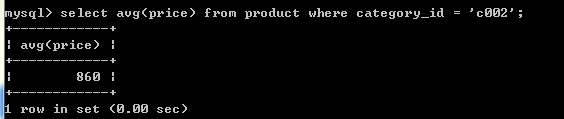 mysql> select avg(price) from product where category_id = 'c002';
+------------+
| avg(price) |
+------------+
|        860 |
+------------+
1 row in set (0.00 sec)